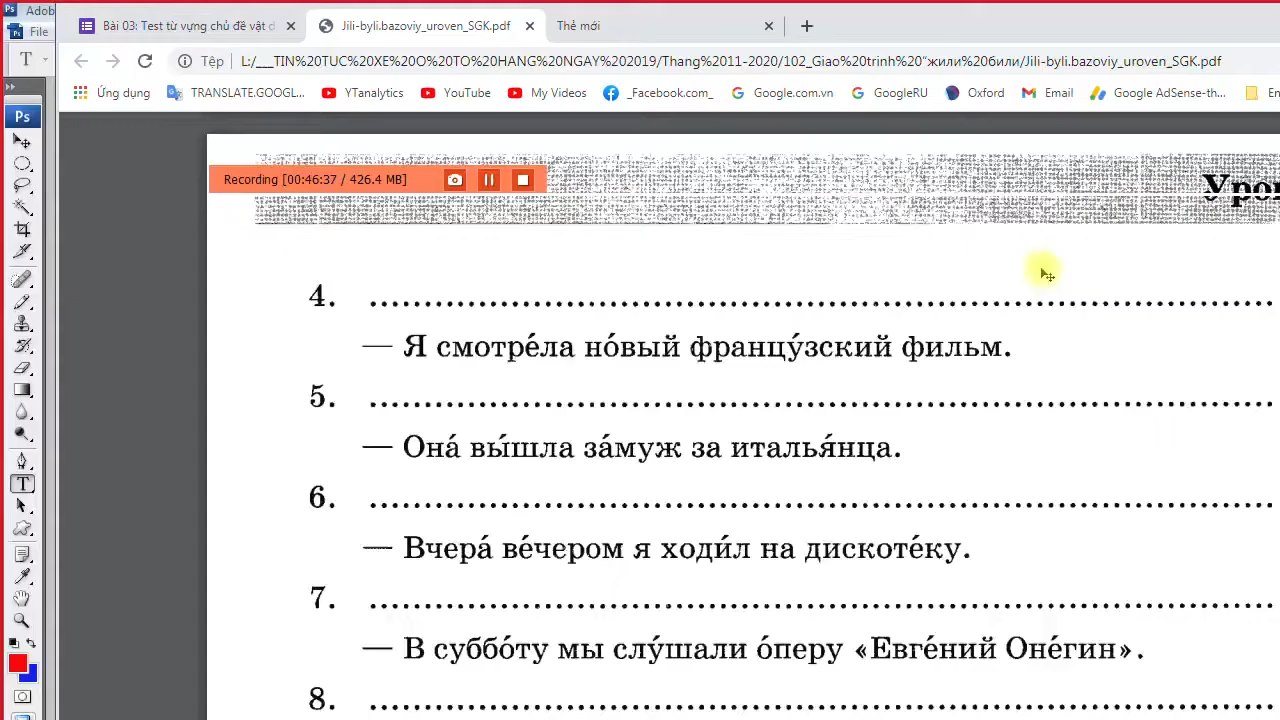 Adob
Bài 03: Test từ vựng chủ đề vật d
Jili-byli.bazoviy_uroven_SGK.pdf
Thẻ mới
File
Tệp
L:/___TIN%20TUC%20XE%20O%20TO%20HANG%20NGAY%202019/Thang%2011-2020/102_Giao%20trinh%20"жили%20били/Jili-byli.bazoviy_uroven_SGK.pdf
Ứng dụng
TRANSLATE.GOOGL...
YTanalytics
YouTube
My Videos
_Facebook.com_
Google.com.vn
GoogleRU
Oxford
Email
Google AdSense-th...
En
Ps
Recording [00:46:37 / 426.4 MB]
Урок
4. ........................................................................
— Я смотре́ла но́вый францу́зский фильм.
5. ........................................................................
— Она́ вы́шла за́муж за италья́нца.
6. ........................................................................
— Вчера́ ве́чером я ходи́л на дискоте́ку.
7. ........................................................................
— В суббо́ту мы слу́шали о́перу «Евге́ний Оне́гин».
8. ........................................................................